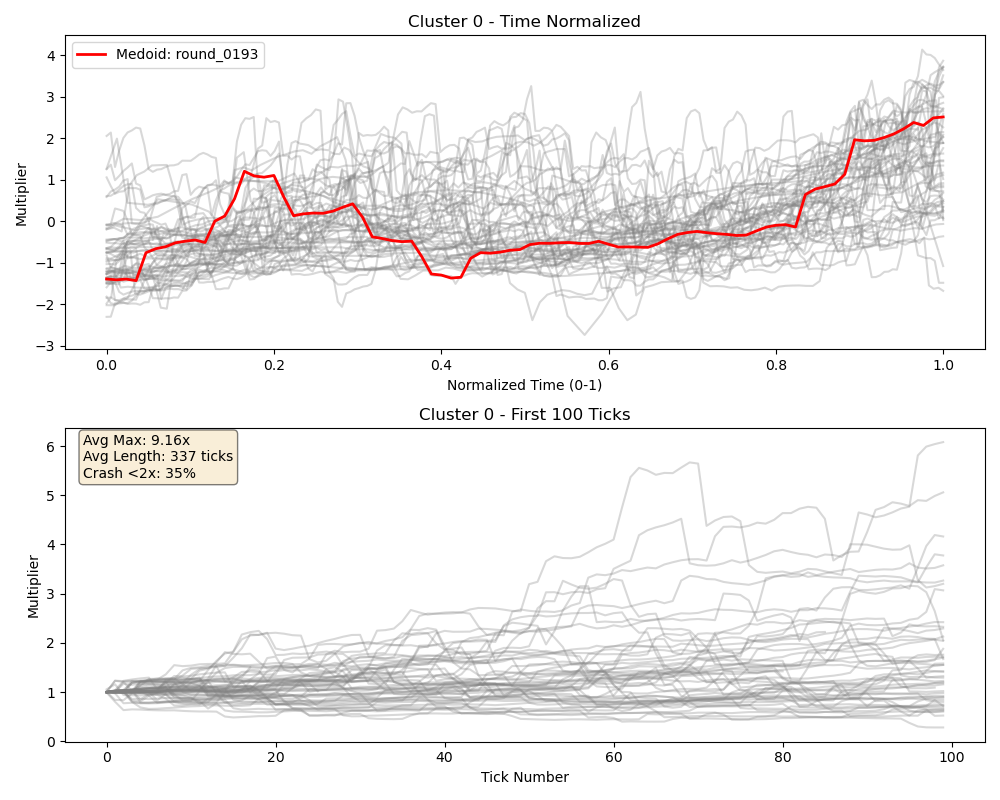 Cluster 0 - Time Normalized
Medoid: round_0193
Multiplier
4
3
2
1
0
−1
−2
−3
0.0 0.2 0.4 0.6 0.8 1.0
Normalized Time (0-1)
Cluster 0 - First 100 Ticks
Avg Max: 9.16x
Avg Length: 337 ticks
Crash <2x: 35%
Multiplier
6
5
4
3
2
1
0
0 20 40 60 80 100
Tick Number